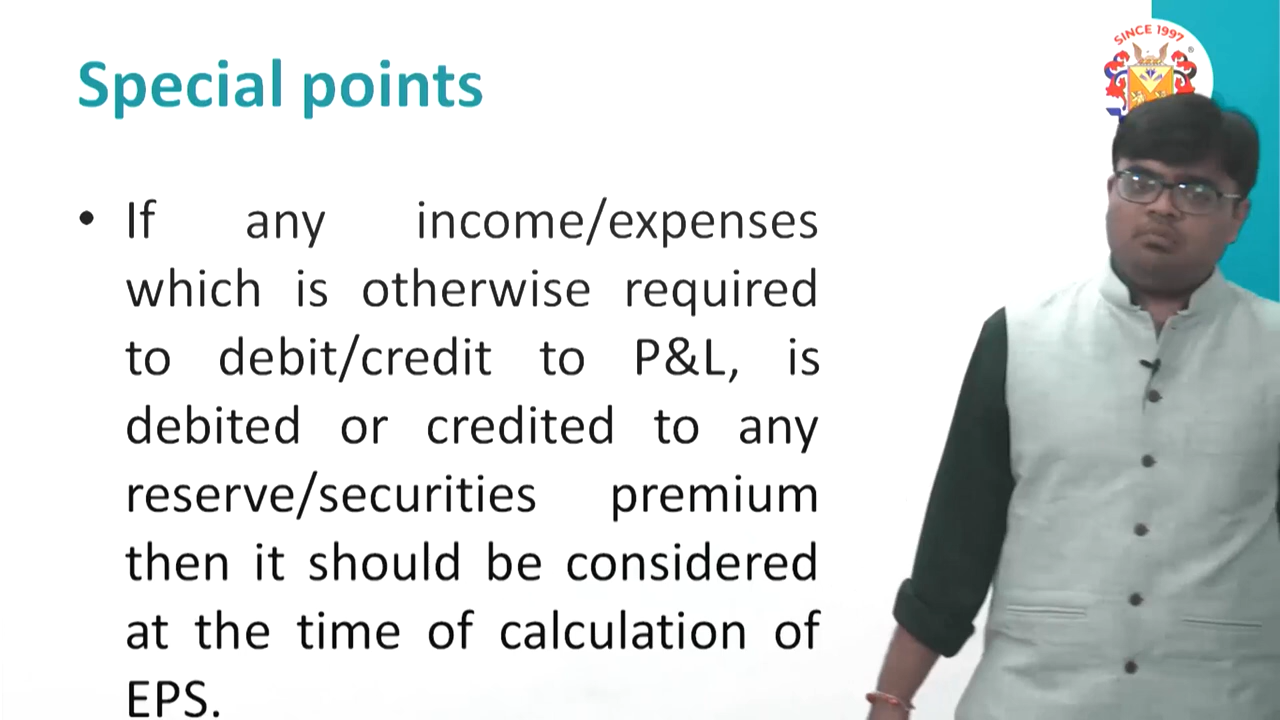 SINCE 1997
Special points
• If any income/expenses
which is otherwise required
to debit/credit to P&L, is
debited or credited to any
reserve/securities premium
then it should be considered
at the time of calculation of
EPS.